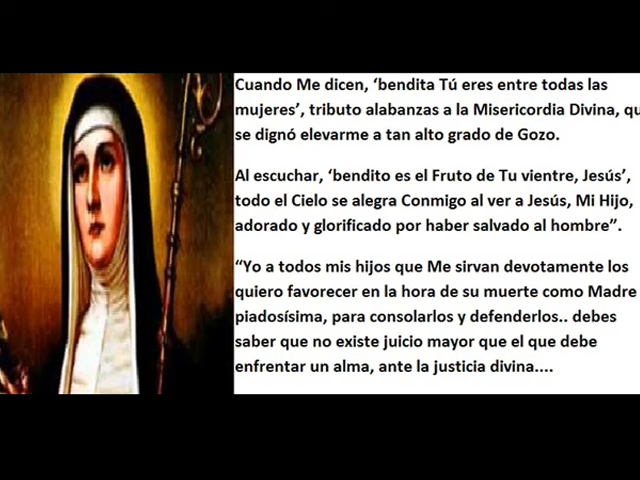 Cuando Me dicen, ‘bendita Tú eres entre todas las
mujeres’, tributo alabanzas a la Misericordia Divina, qu
se dignó elevarme a tan alto grado de Gozo.
Al escuchar, ‘bendito es el Fruto de Tu vientre, Jesús’,
todo el Cielo se alegra Conmigo al ver a Jesús, Mi Hijo,
adorado y glorificado por haber salvado al hombre”.
“Yo a todos mis hijos que Me sirvan devotamente los
quiero favorecer en la hora de su muerte como Madre
piadosísima, para consolarlos y defenderlos.. debes
saber que no existe juicio mayor que el que debe
enfrentar un alma, ante la justicia divina....